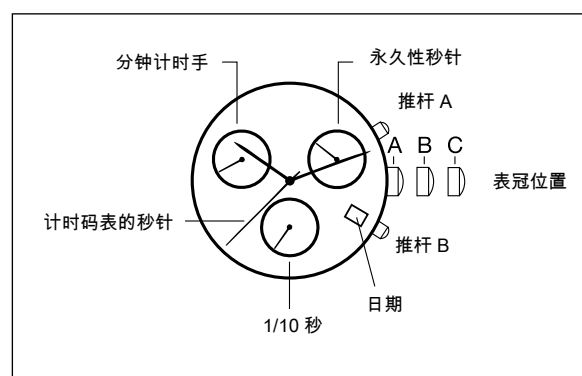 分钟计时手
永久性秒针
推杆 A
A B C
表冠位置
计时码表的秒针
推杆 B
日期
1/10 秒